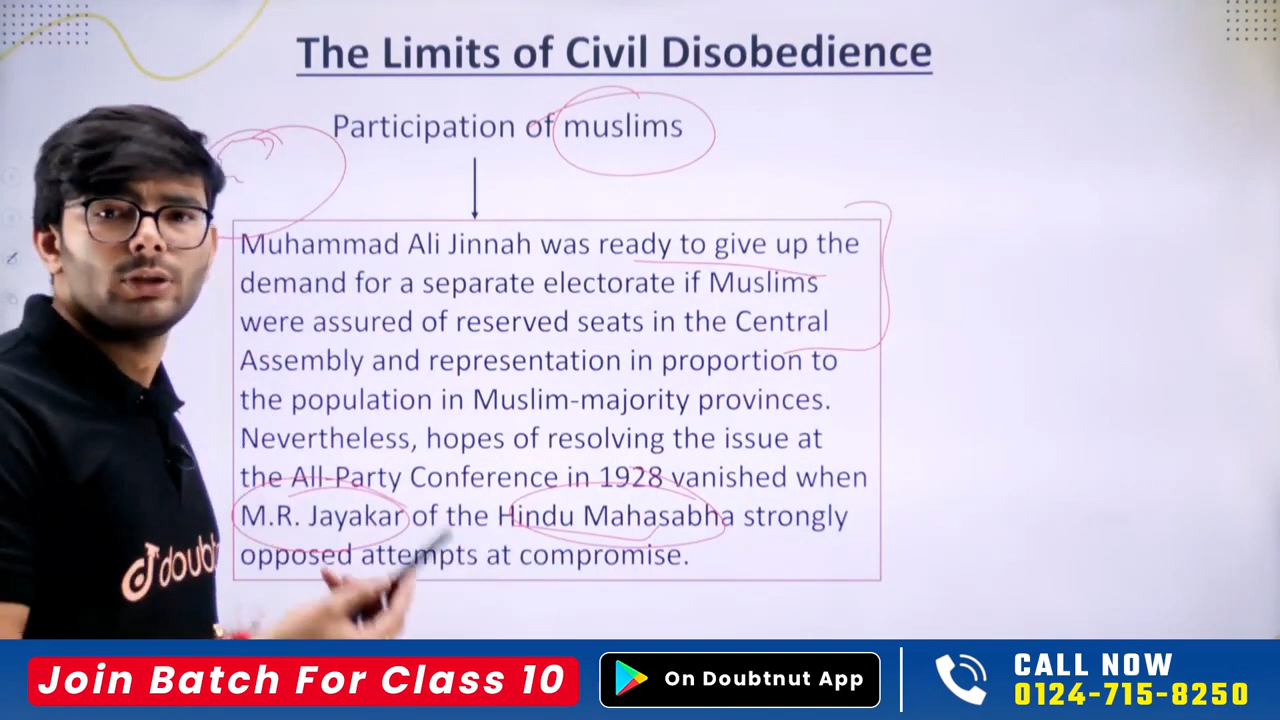 The Limits of Civil Disobedience
Participation of muslims
Muhammad Ali Jinnah was ready to give up the
demand for a separate electorate if Muslims
were assured of reserved seats in the Central
Assembly and representation in proportion to
the population in Muslim-majority provinces.
Nevertheless, hopes of resolving the issue at
the All-Party Conference in 1928 vanished when
M.R. Jayakar of the Hindu Mahasabha strongly
opposed attempts at compromise.
doubt
Join Batch For Class 10
On Doubtnut App
CALL NOW
0124-715-8250